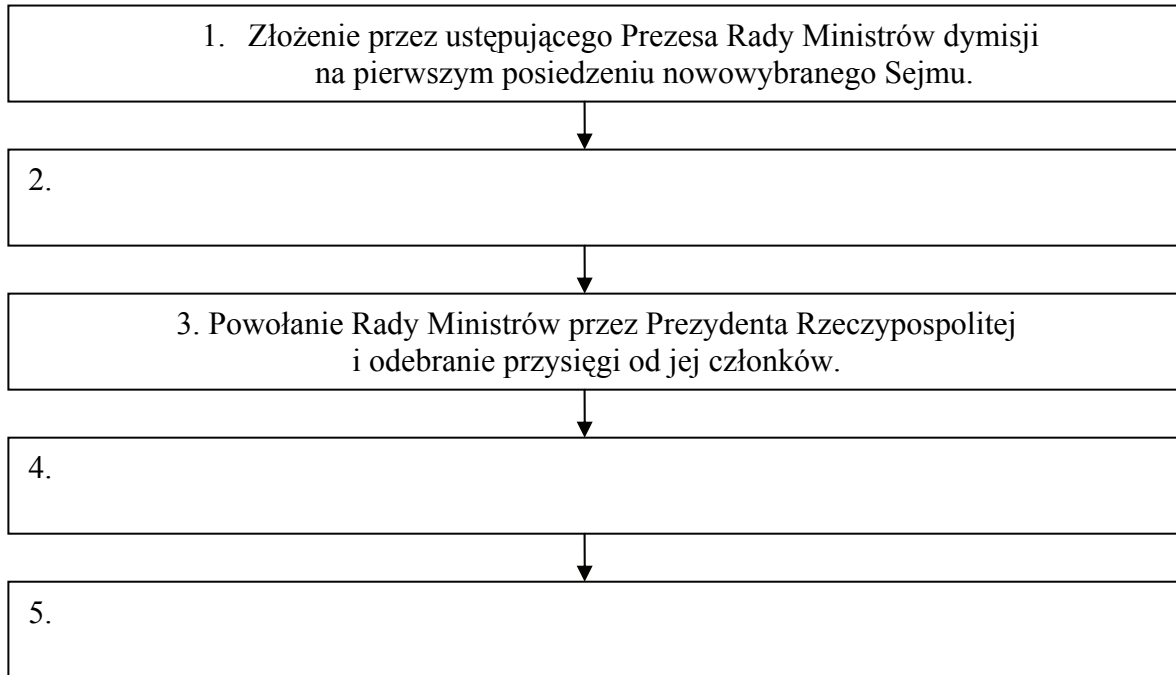 1. Złożenie przez ustępującego Prezesa Rady Ministrów dymisji
na pierwszym posiedzeniu nowowybranego Sejmu.
2.
3. Powołanie Rady Ministrów przez Prezydenta Rzeczypospolitej
i odebranie przysięgi od jej członków.
4.
5.